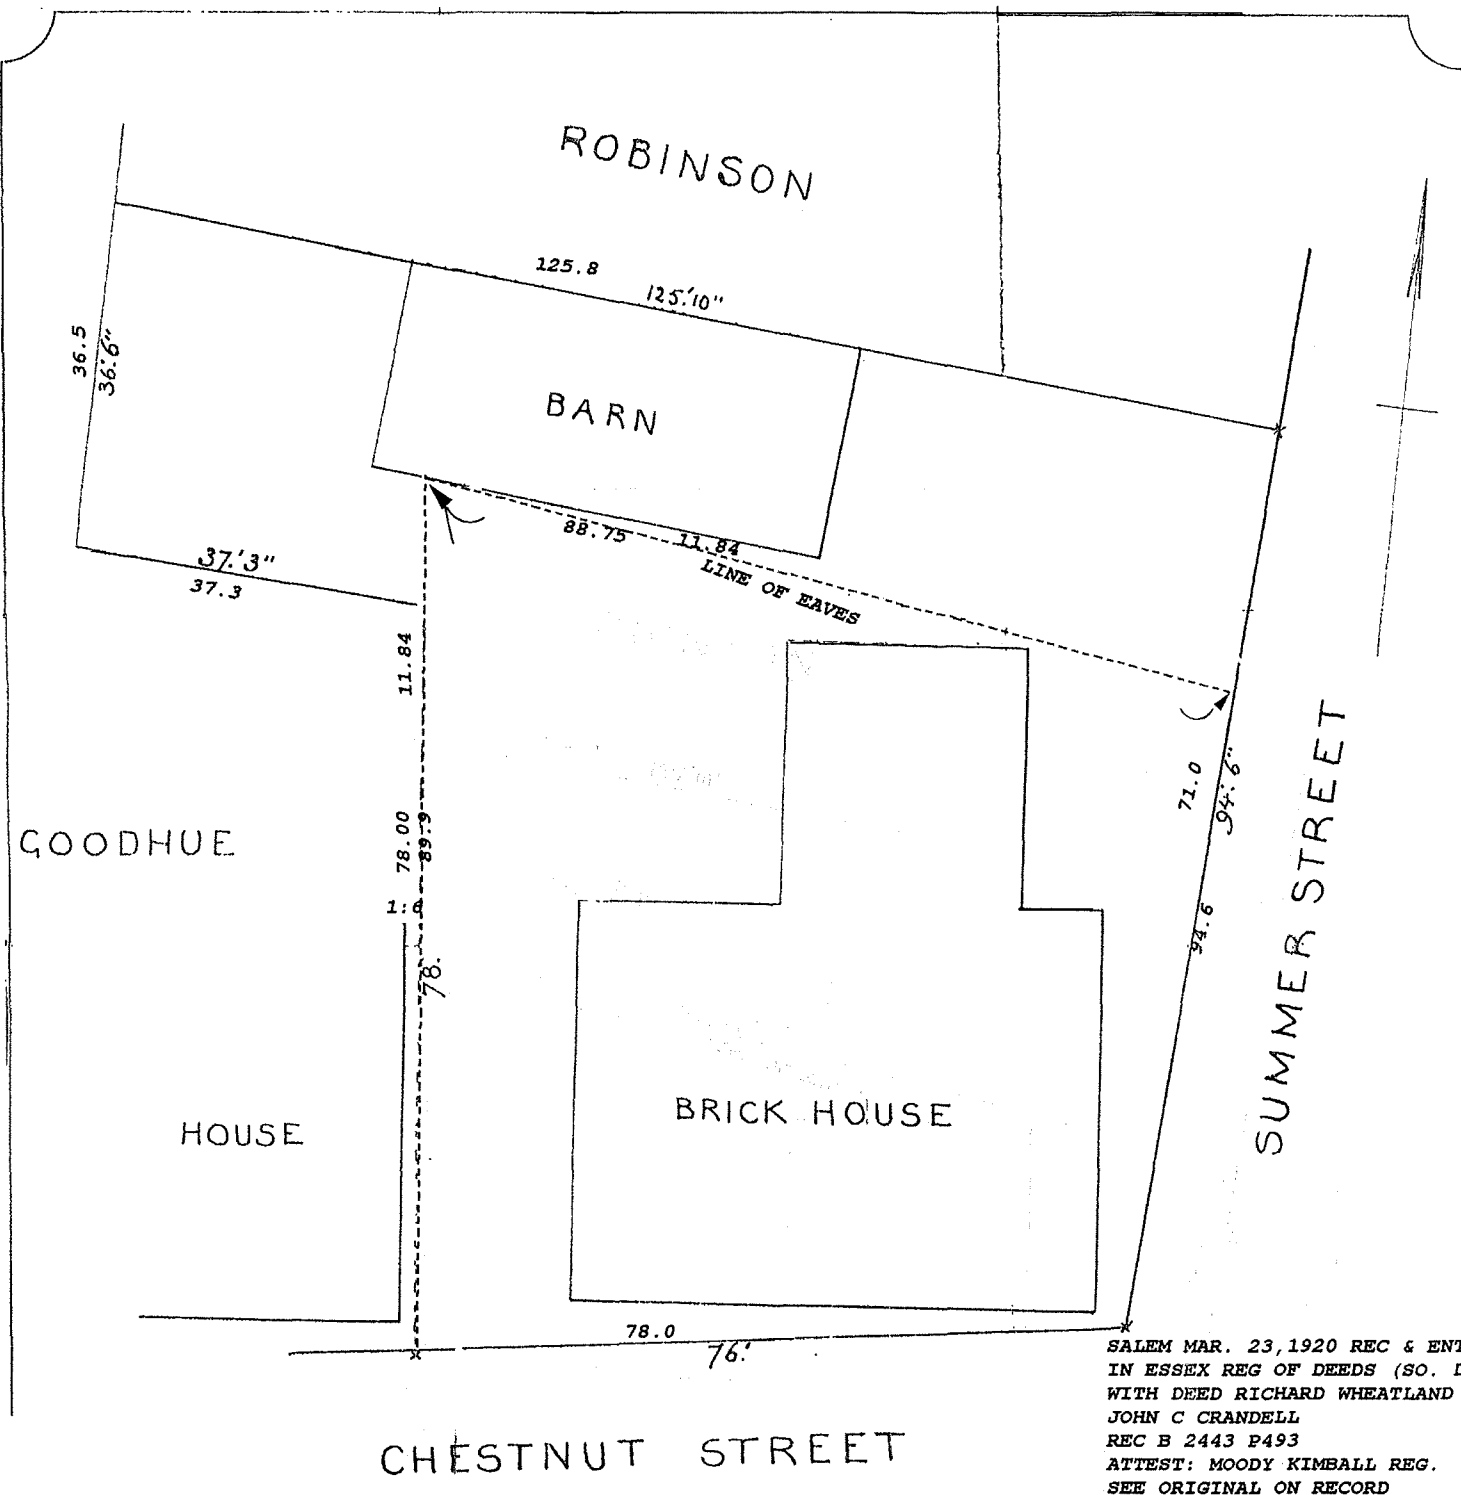 ROBINSON
125.8
125.'10"
36.5
36.'6"
BARN
88.75
11.84
LINE OF EAVES
37.'3"
37.3
11.84
71.0
94.'6"
SUMMER STREET
78.00
89.9
GOODHUE
1:6
94.6
78.
BRICK HOUSE
HOUSE
78.0
76.'
SALEM MAR. 23,1920 REC & ENT
IN ESSEX REG OF DEEDS (SO. D
WITH DEED RICHARD WHEATLAND
JOHN C CRANDELL
REC B 2443 P493
ATTEST: MOODY KIMBALL REG.
SEE ORIGINAL ON RECORD
CHESTNUT STREET